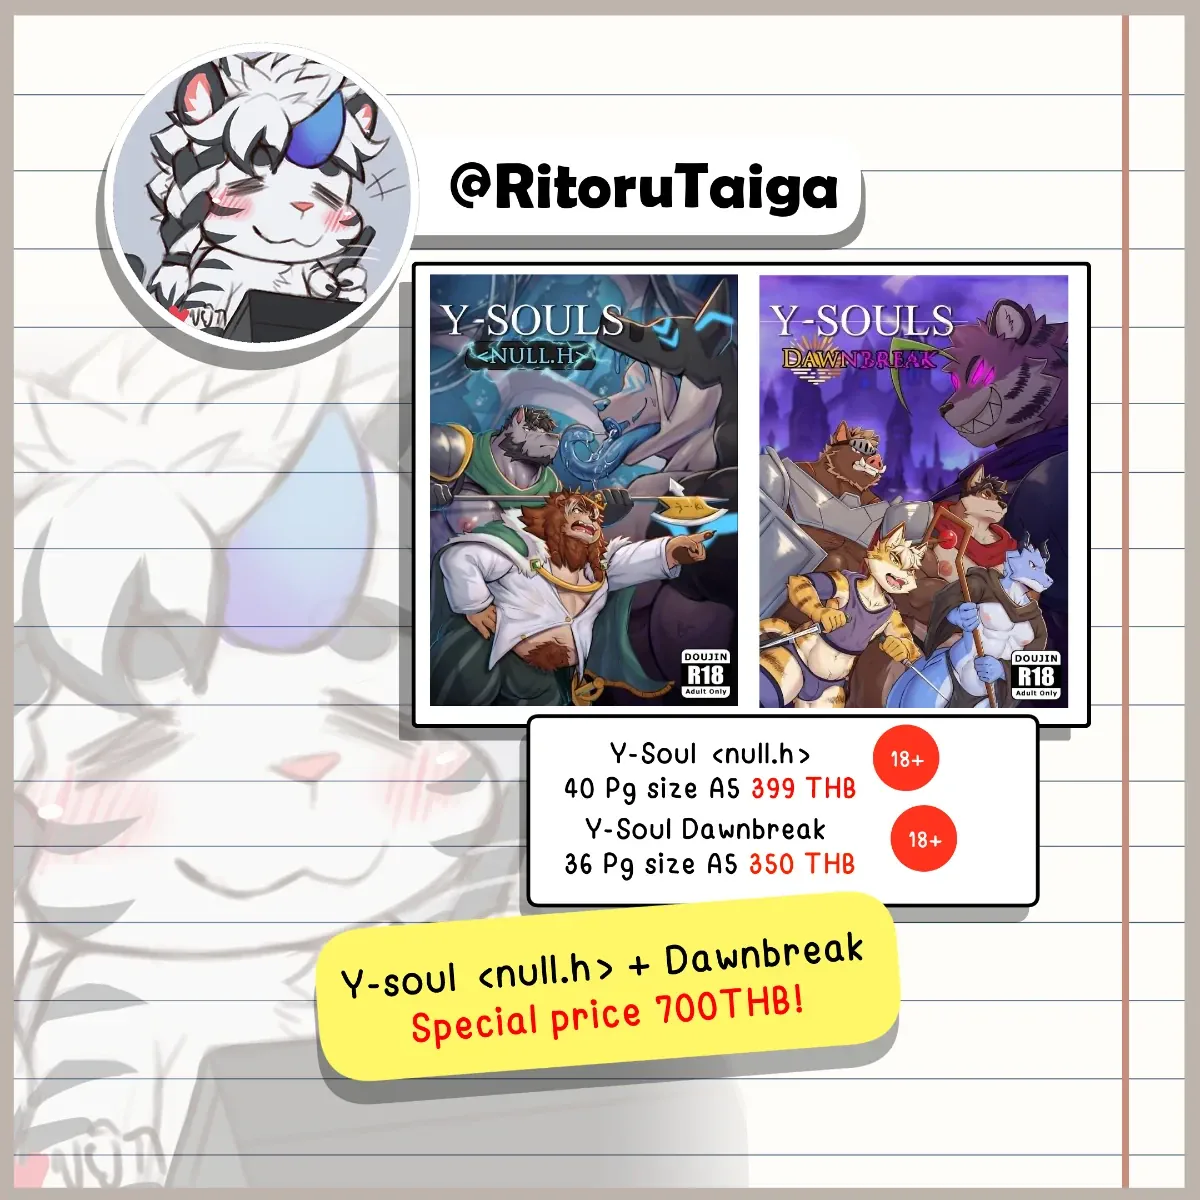 @RitoruTaiga
Y-SOULS
<NULL.H>
DOUJIN
R18
Adult Only
Y-SOULS
DAWNBREAK
DOUJIN
R18
Adult Only
Y-Soul <null.h>
40 Pg size A5 399 THB
18+
Y-Soul Dawnbreak
36 Pg size A5 350 THB
18+
Y-soul <null.h> + Dawnbreak
Special price 700THB!